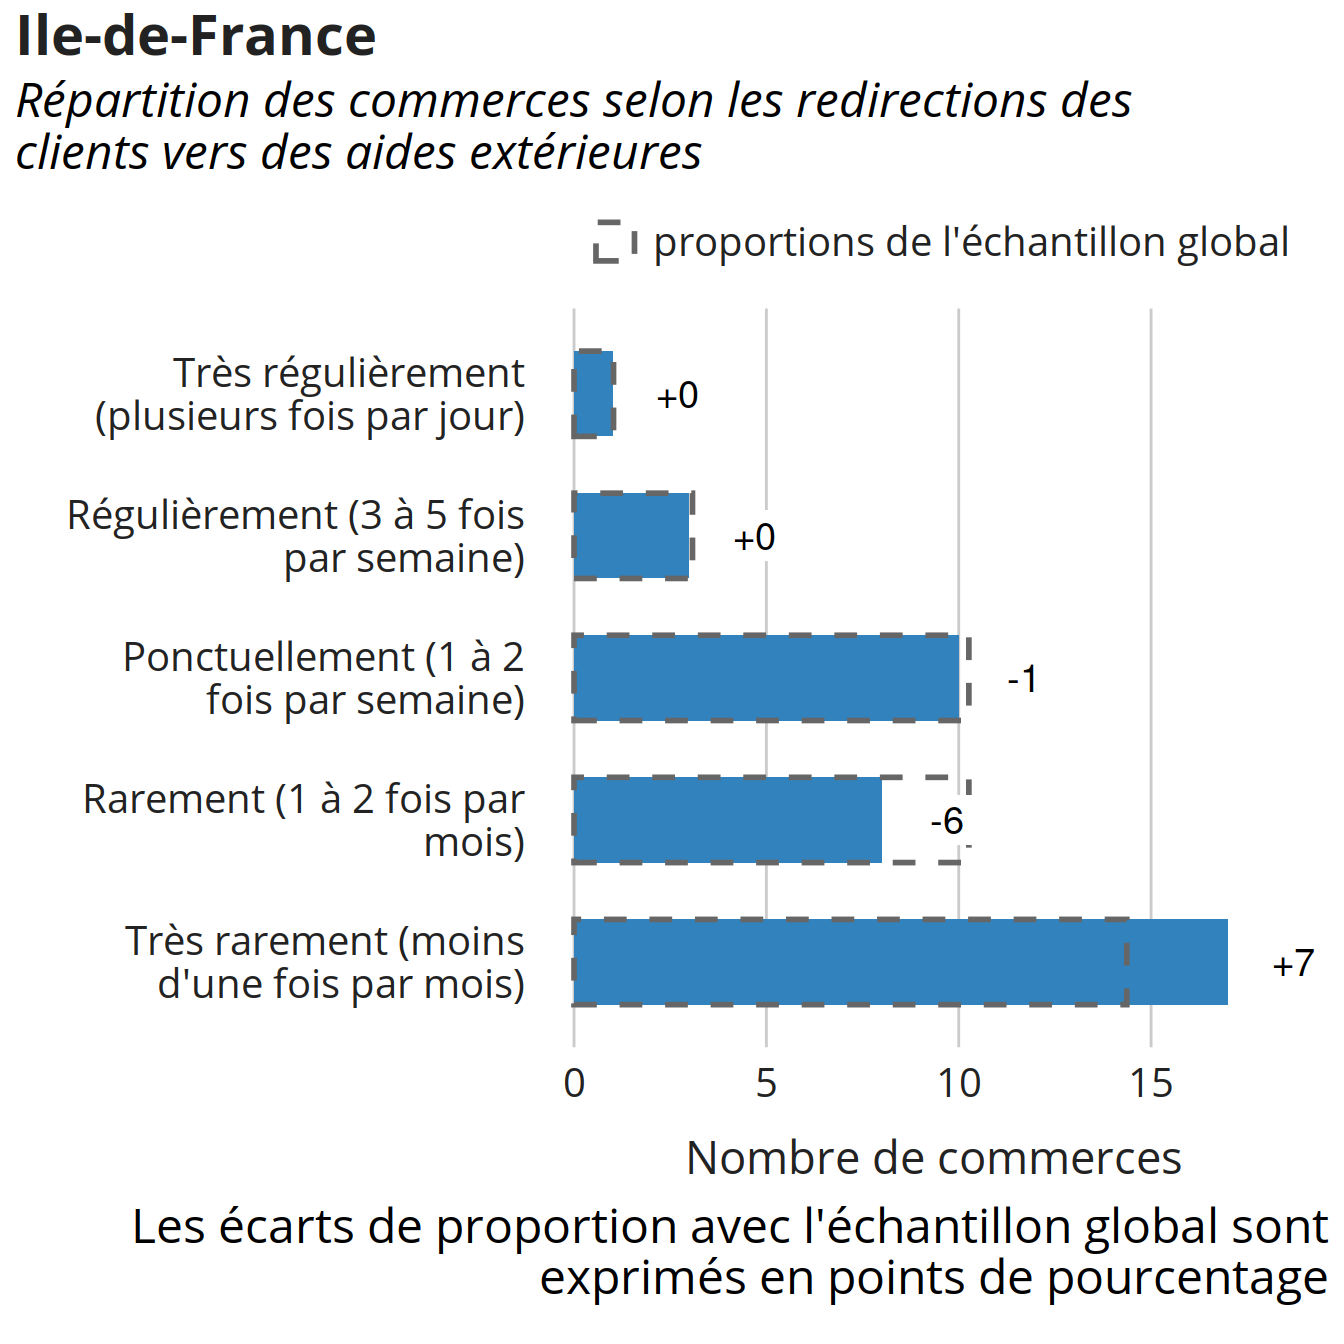 Ile-de-France
Répartition des commerces selon les redirections des
clients vers des aides extérieures
proportions de l'échantillon global
Très régulièrement
(plusieurs fois par jour)
+0
Régulièrement (3 à 5 fois
par semaine)
+0
Ponctuellement (1 à 2
fois par semaine)
-1
Rarement (1 à 2 fois par
mois)
-6
Très rarement (moins
d'une fois par mois)
+7
0 5 10 15
Nombre de commerces
Les écarts de proportion avec l'échantillon global sont
exprimés en points de pourcentage